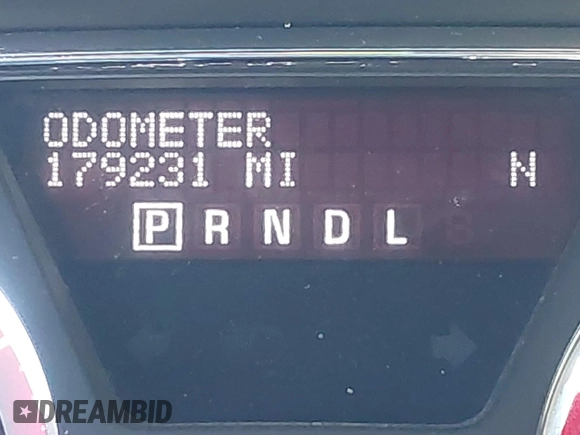 ODOMETER
179231 MI N
P R N D L
DREAMBID